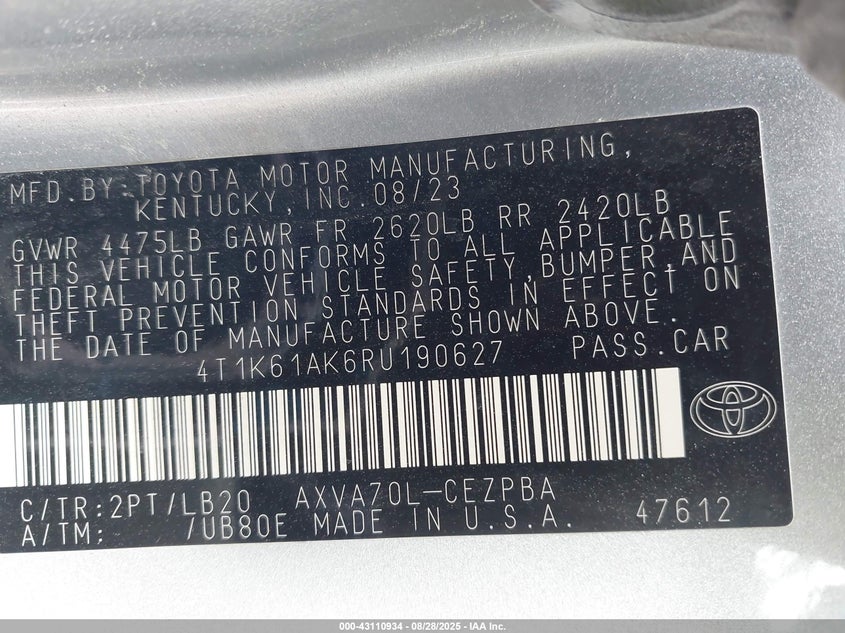 MFD. BY: TOYOTA MOTOR MANUFACTURING,
KENTUCKY, INC. 08/23
GVWR 4475LB GAWR FR 2620LB RR 2420LB
THIS VEHICLE CONFORMS TO ALL APPLICABLE
FEDERAL MOTOR VEHICLE SAFETY, BUMPER, AND
THEFT PREVENTION STANDARDS IN EFFECT ON
THE DATE OF MANUFACTURE SHOWN ABOVE.
4T1K61AK6RU190627 PASS. CAR
C/TR: 2PT/LB20 AXVA70L-CEZPBA
A/TM: /UB80E MADE IN U.S.A. 47612
000-43110934 - 08/28/2025 - IAA Inc.